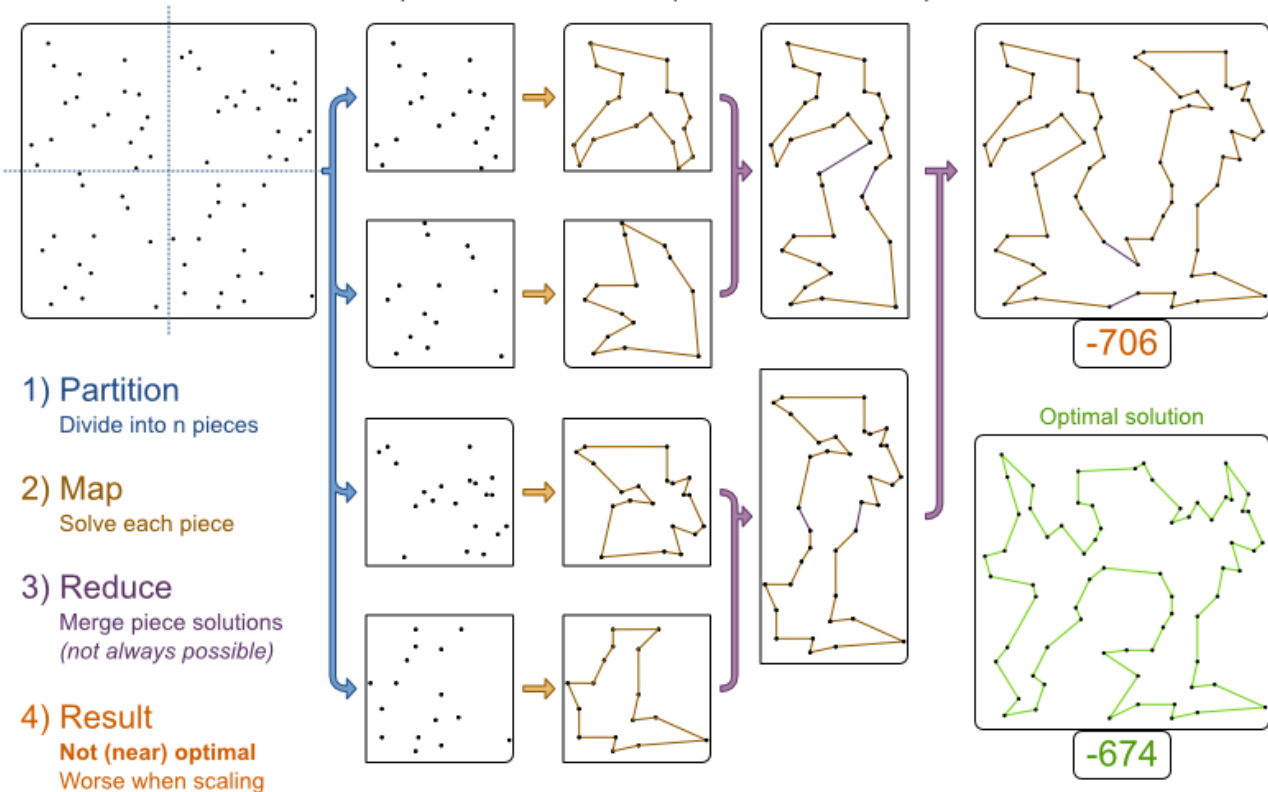 1) Partition
Divide into n pieces
2) Map
Solve each piece
3) Reduce
Merge piece solutions
(not always possible)
4) Result
Not (near) optimal
Worse when scaling
-706
Optimal solution
-674